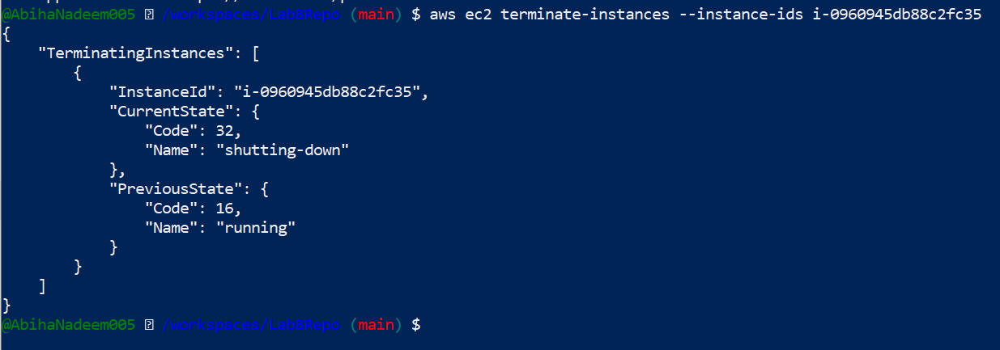 @AbihaNadeem005 /workspaces/Lab8Repo (main) $ aws ec2 terminate-instances --instance-ids i-0960945db88c2fc35
{
    "TerminatingInstances": [
        {
            "InstanceId": "i-0960945db88c2fc35",
            "CurrentState": {
                "Code": 32,
                "Name": "shutting-down"
            },
            "PreviousState": {
                "Code": 16,
                "Name": "running"
            }
        }
    ]
}
@AbihaNadeem005 /workspaces/Lab8Repo (main) $